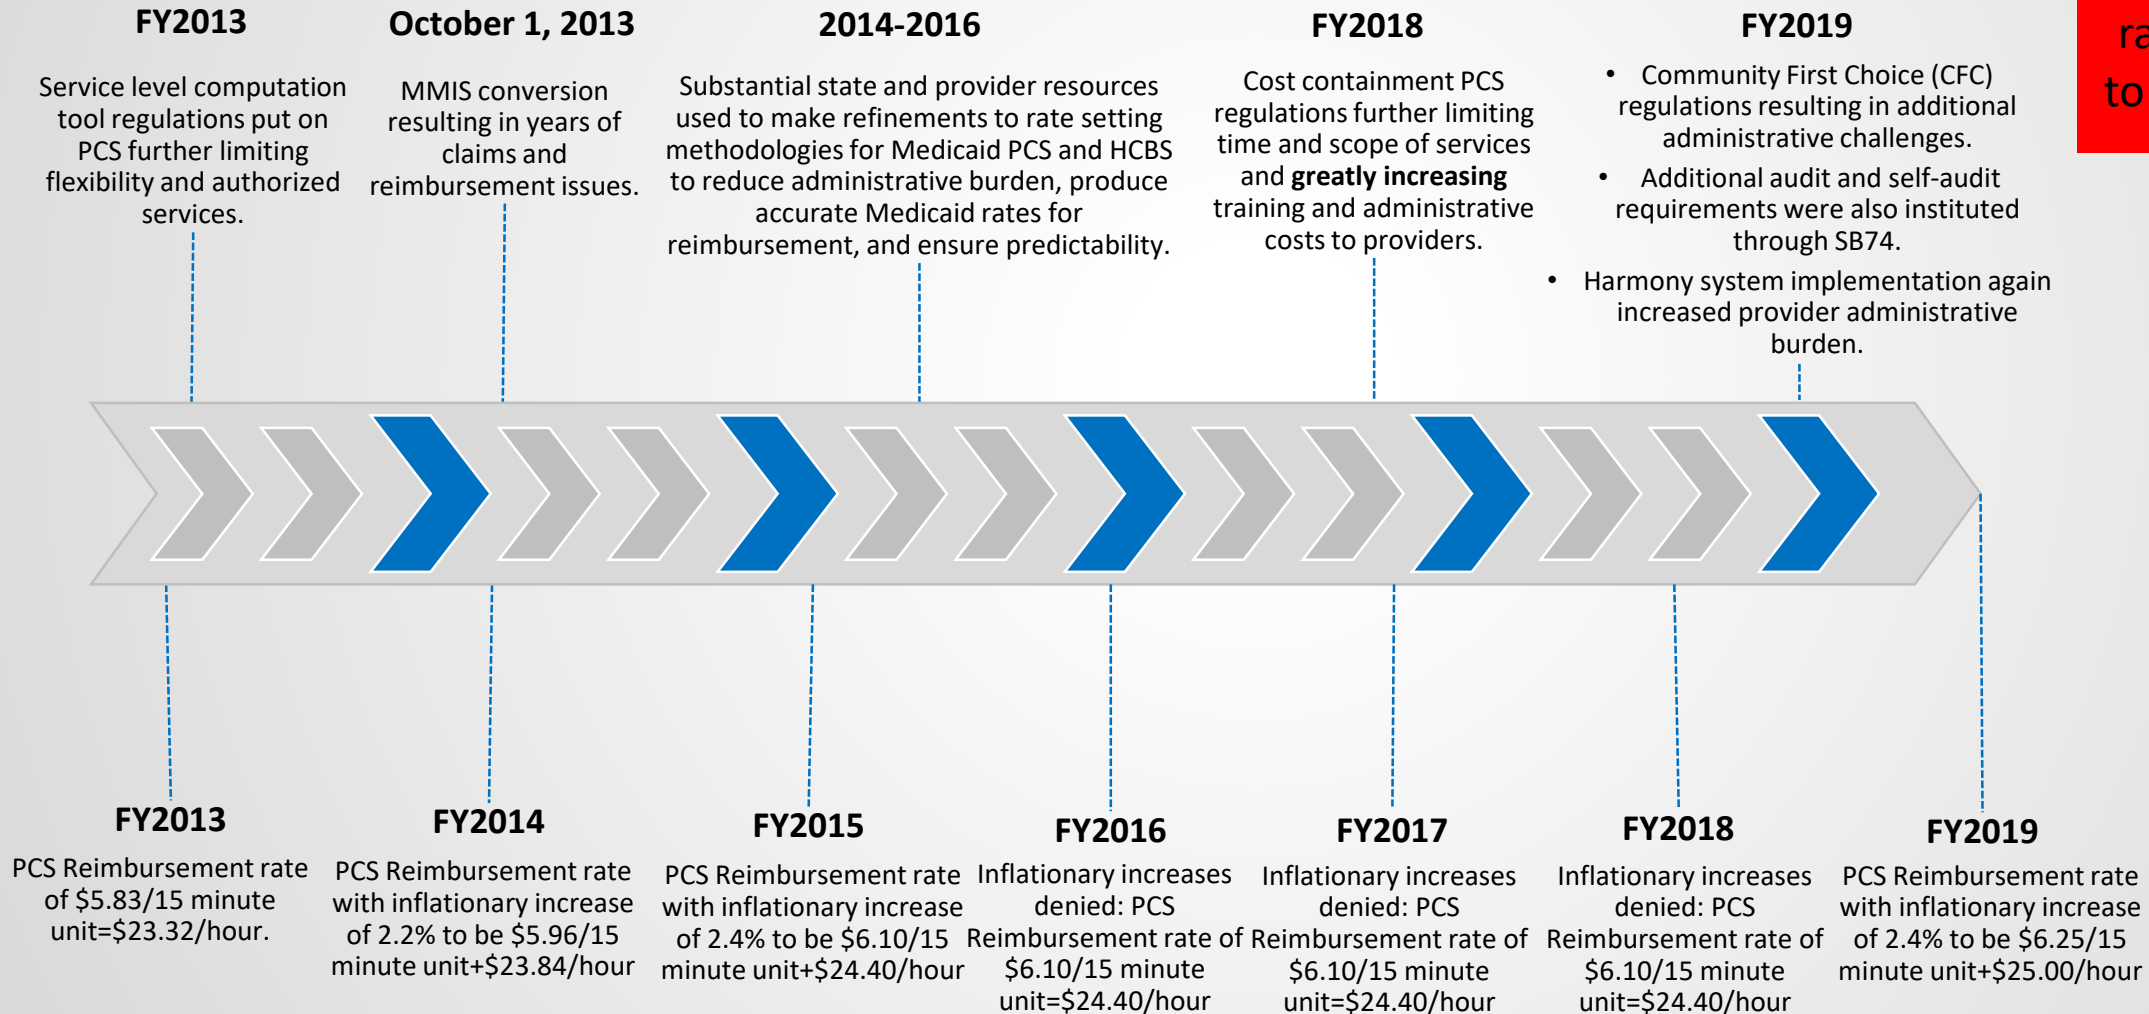 FY2013
Service level computation
tool regulations put on
PCS further limiting
flexibility and authorized
services.
October 1, 2013
MMIS conversion
resulting in years of
claims and
reimbursement issues.
2014-2016
Substantial state and provider resources
used to make refinements to rate setting
methodologies for Medicaid PCS and HCBS
to reduce administrative burden, produce
accurate Medicaid rates for
reimbursement, and ensure predictability.
FY2018
Cost containment PCS
regulations further limiting
time and scope of services
and greatly increasing
training and administrative
costs to providers.
FY2019
• Community First Choice (CFC)
regulations resulting in additional
administrative challenges.
• Additional audit and self-audit
requirements were also instituted
through SB74.
• Harmony system implementation again
increased provider administrative
burden.
to
FY2013
PCS Reimbursement rate
of $5.83/15 minute
unit=$23.32/hour.
FY2014
PCS Reimbursement rate
with inflationary increase
of 2.2% to be $5.96/15
minute unit+$23.84/hour
FY2015
PCS Reimbursement rate
with inflationary increase
of 2.4% to be $6.10/15
minute unit+$24.40/hour
FY2016
Inflationary increases
denied: PCS
Reimbursement rate of
$6.10/15 minute
unit=$24.40/hour
FY2017
Inflationary increases
denied: PCS
Reimbursement rate of
$6.10/15 minute
unit=$24.40/hour
FY2018
Inflationary increases
denied: PCS
Reimbursement rate of
$6.10/15 minute
unit=$24.40/hour
FY2019
PCS Reimbursement rate
with inflationary increase
of 2.4% to be $6.25/15
minute unit+$25.00/hour